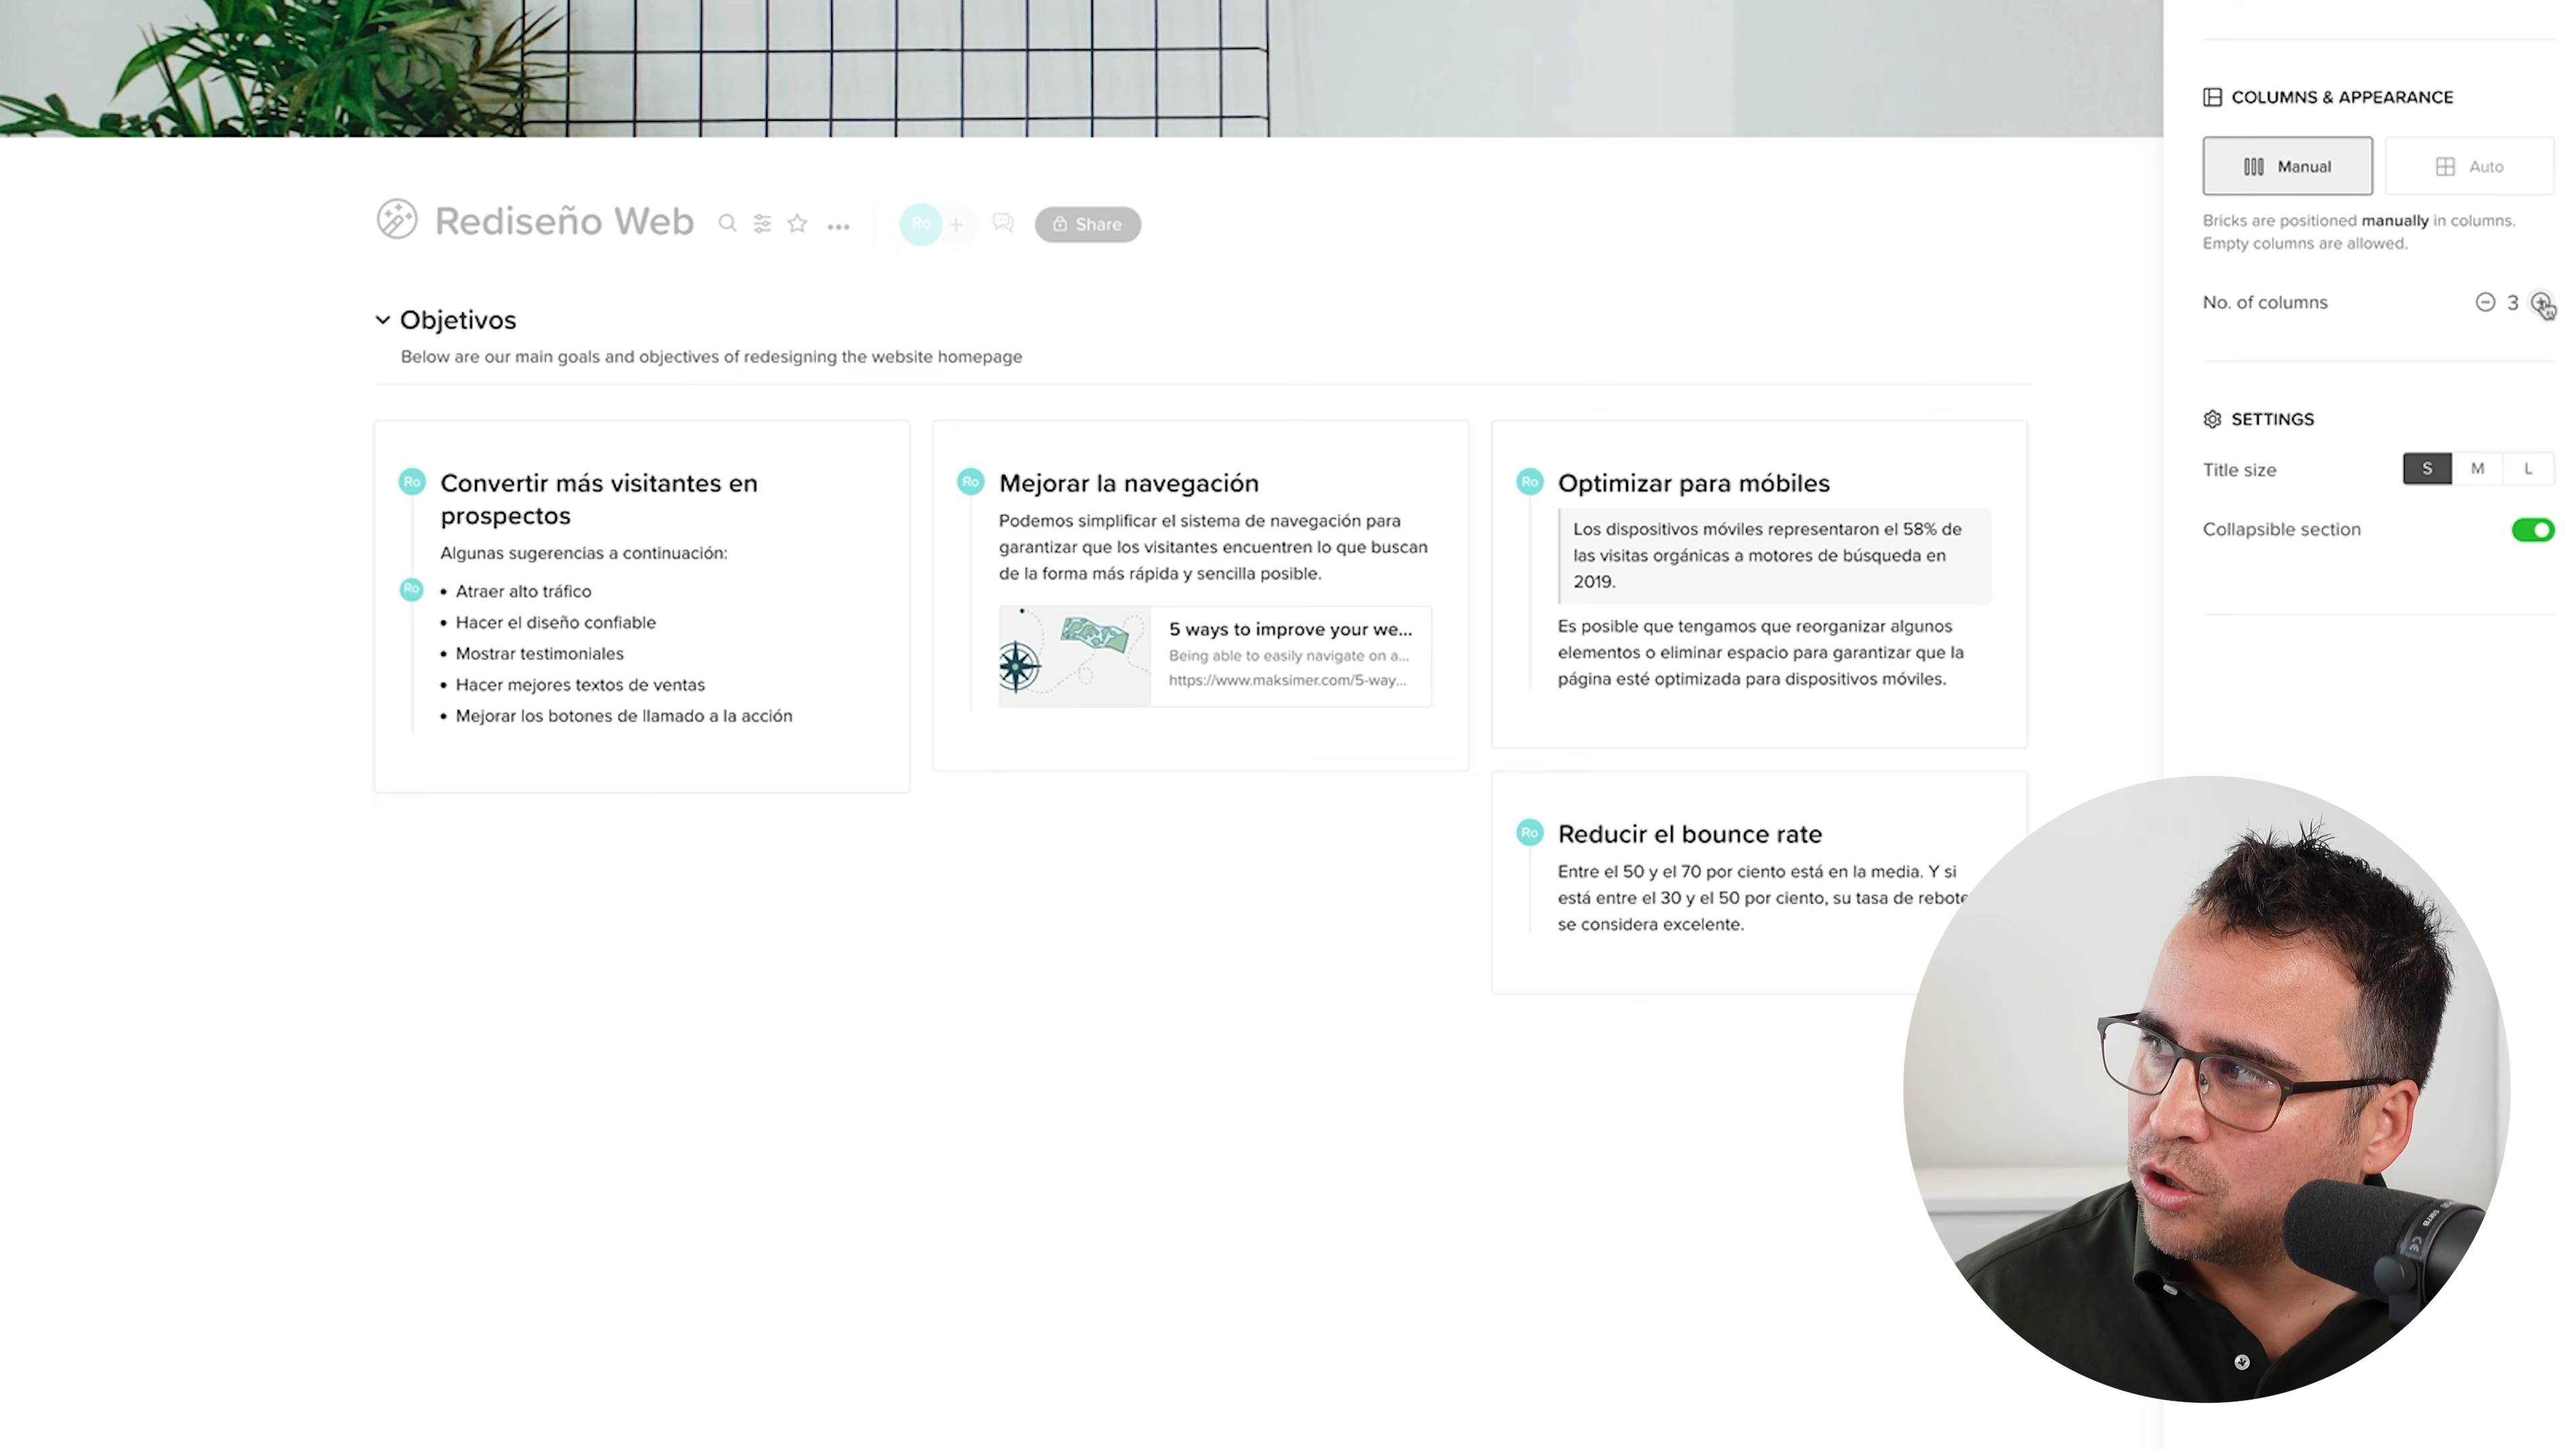 Rediseño Web
Ro
+
Share
Objetivos
Below are our main goals and objectives of redesigning the website homepage
Ro
Convertir más visitantes en
prospectos
Algunas sugerencias a continuación:
Ro
• Atraer alto tráfico
• Hacer el diseño confiable
• Mostrar testimoniales
• Hacer mejores textos de ventas
• Mejorar los botones de llamado a la acción
Ro
Mejorar la navegación
Podemos simplificar el sistema de navegación para
garantizar que los visitantes encuentren lo que buscan
de la forma más rápida y sencilla posible.
5 ways to improve your we...
Being able to easily navigate on a...
https://www.maksimer.com/5-way...
Ro
Optimizar para móbiles
Los dispositivos móviles representaron el 58% de
las visitas orgánicas a motores de búsqueda en
2019.
Es posible que tengamos que reorganizar algunos
elementos o eliminar espacio para garantizar que la
página esté optimizada para dispositivos móviles.
Ro
Reducir el bounce rate
Entre el 50 y el 70 por ciento está en la media. Y si
está entre el 30 y el 50 por ciento, su tasa de rebote
se considera excelente.
COLUMNS & APPEARANCE
Manual
Auto
Bricks are positioned manually in columns.
Empty columns are allowed.
No. of columns
3
SETTINGS
Title size
S M L
Collapsible section